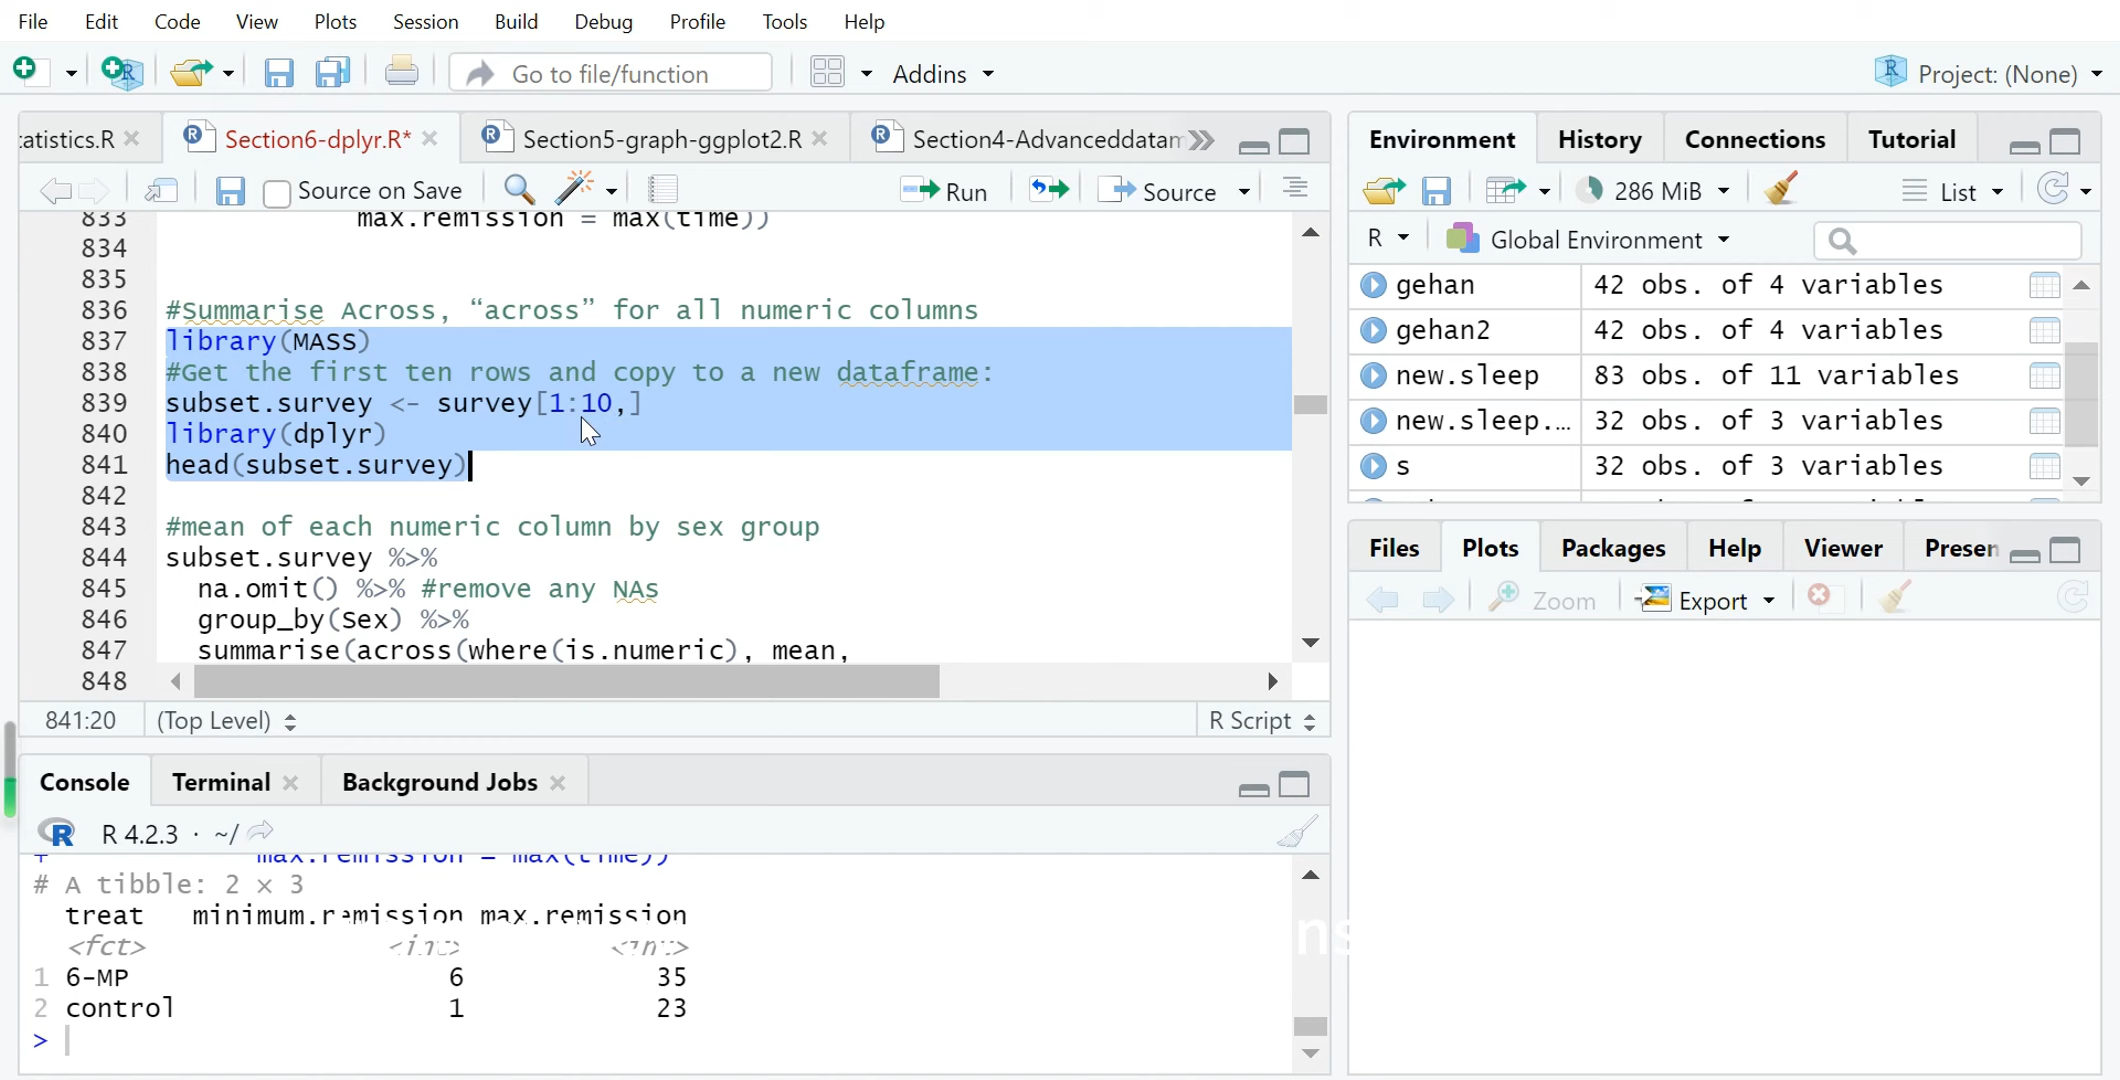 File Edit Code View Plots Session Build Debug Profile Tools Help
Go to file/function Addins Project: (None)
tatistics.R Section6-dplyr.R* Section5-graph-ggplot2.R Section4-Advanceddatam
Source on Save Run Source
833 max.remission = max(time))
834
835
836 #Summarise Across, “across” for all numeric columns
837 library(MASS)
838 #Get the first ten rows and copy to a new dataframe:
839 subset.survey <- survey[1:10,]
840 library(dplyr)
841 head(subset.survey)
842
843 #mean of each numeric column by sex group
844 subset.survey %>%
845 na.omit() %>% #remove any NAs
846 group_by(Sex) %>%
847 summarise(across(where(is.numeric), mean,
848
841:20 (Top Level) R Script
Console Terminal Background Jobs
R 4.2.3 · ~/
+ max.remission = max(time))
# A tibble: 2 × 3
treat minimum.remission max.remission
<fct> <int> <int>
1 6-MP 6 35
2 control 1 23
>
ns
Environment History Connections Tutorial
286 MiB List
R Global Environment
gehan 42 obs. of 4 variables
gehan2 42 obs. of 4 variables
new.sleep 83 obs. of 11 variables
new.sleep.… 32 obs. of 3 variables
s 32 obs. of 3 variables
Files Plots Packages Help Viewer Presen
Zoom Export